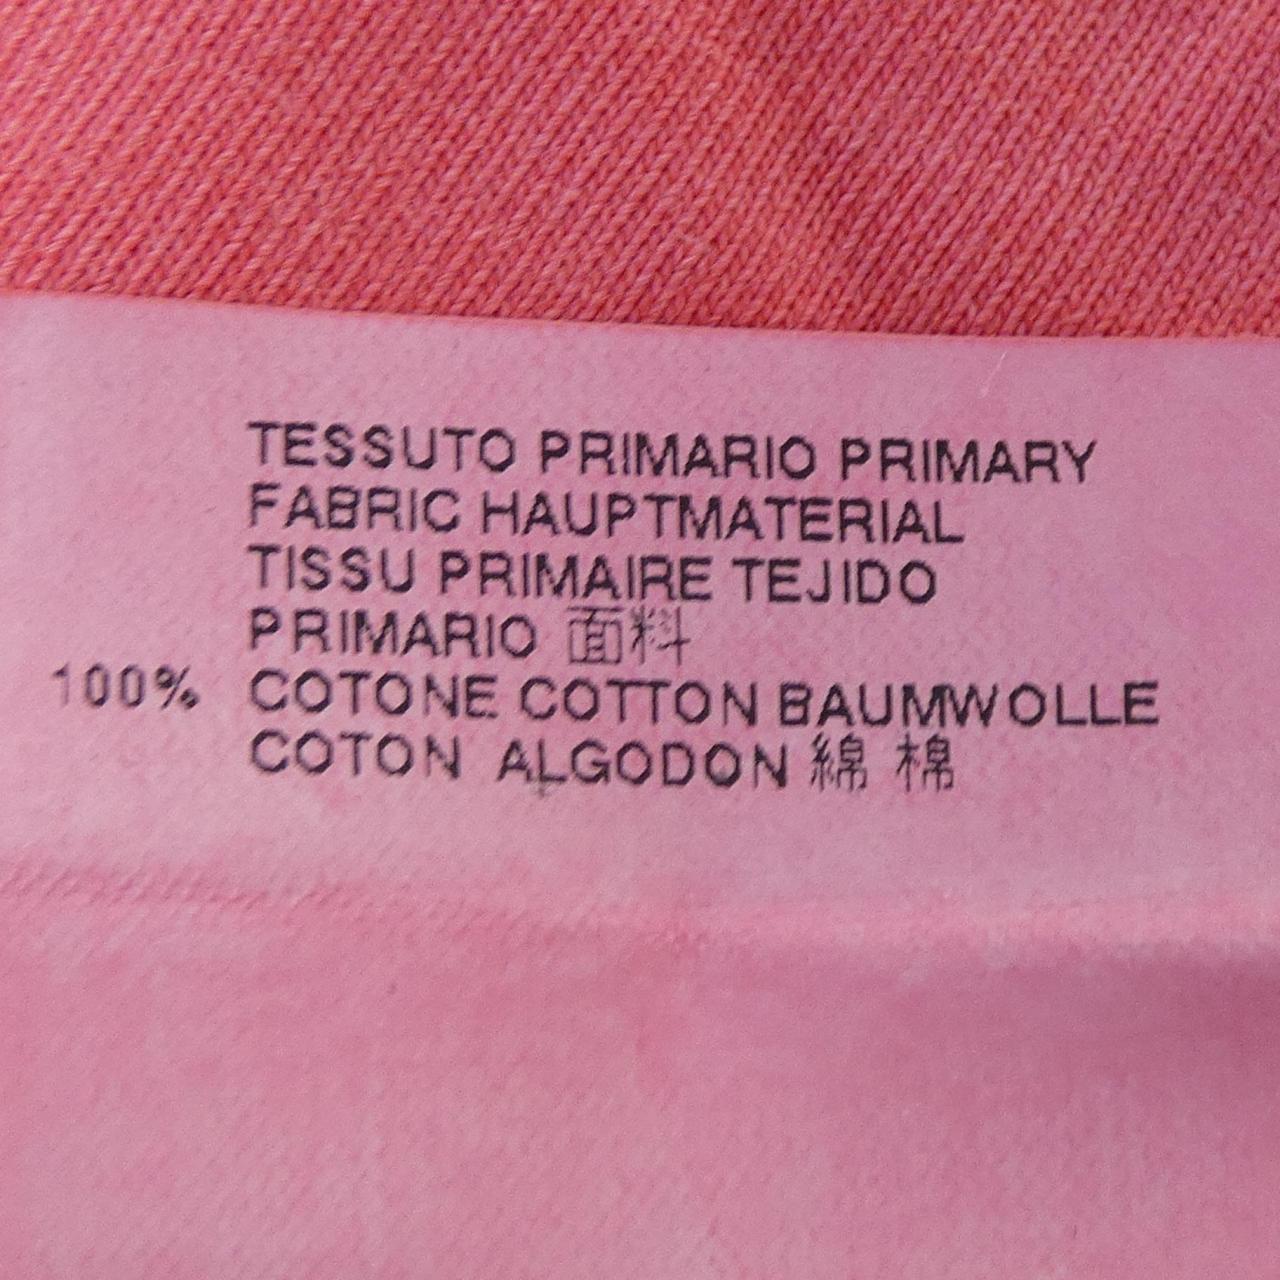 TESSUTO PRIMARIO PRIMARY
FABRIC HAUPTMATERIAL
TISSU PRIMAIRE TEJIDO
PRIMARIO 面料
100% COTONE COTTON BAUMWOLLE
COTON ALGODON 綿 棉